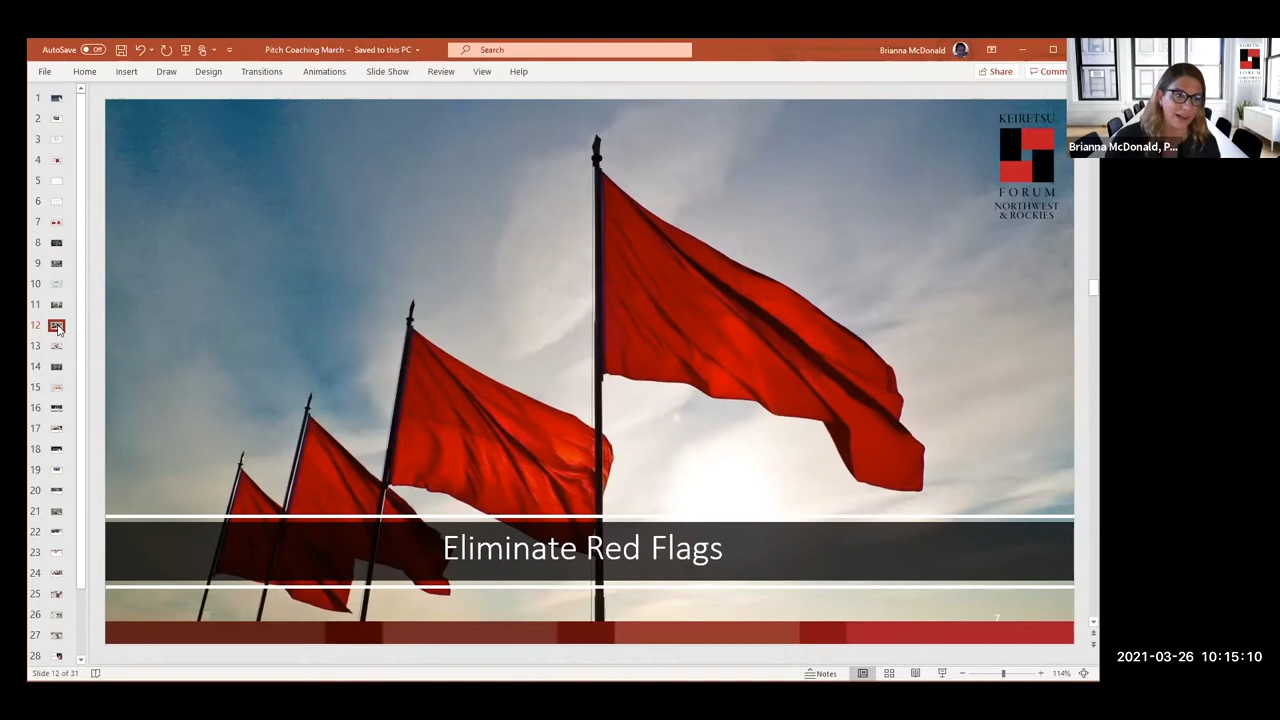 AutoSave Off
Pitch Coaching March - Saved to this PC
Search
Brianna McDonald
File Home Insert Draw Design Transitions Animations Slide Show Review View Help
Share Comm
1
2
3
4
5
6
7
8
9
10
11
12
13
14
15
16
17
18
19
20
21
22
23
24
25
26
27
28
KEIRETSU
FORUM
NORTHWEST
& ROCKIES
Eliminate Red Flags
7
KEIRETSU
FORUM
Brianna McDonald, P...
2021-03-26 10:15:10
Slide 12 of 31
Notes
114%